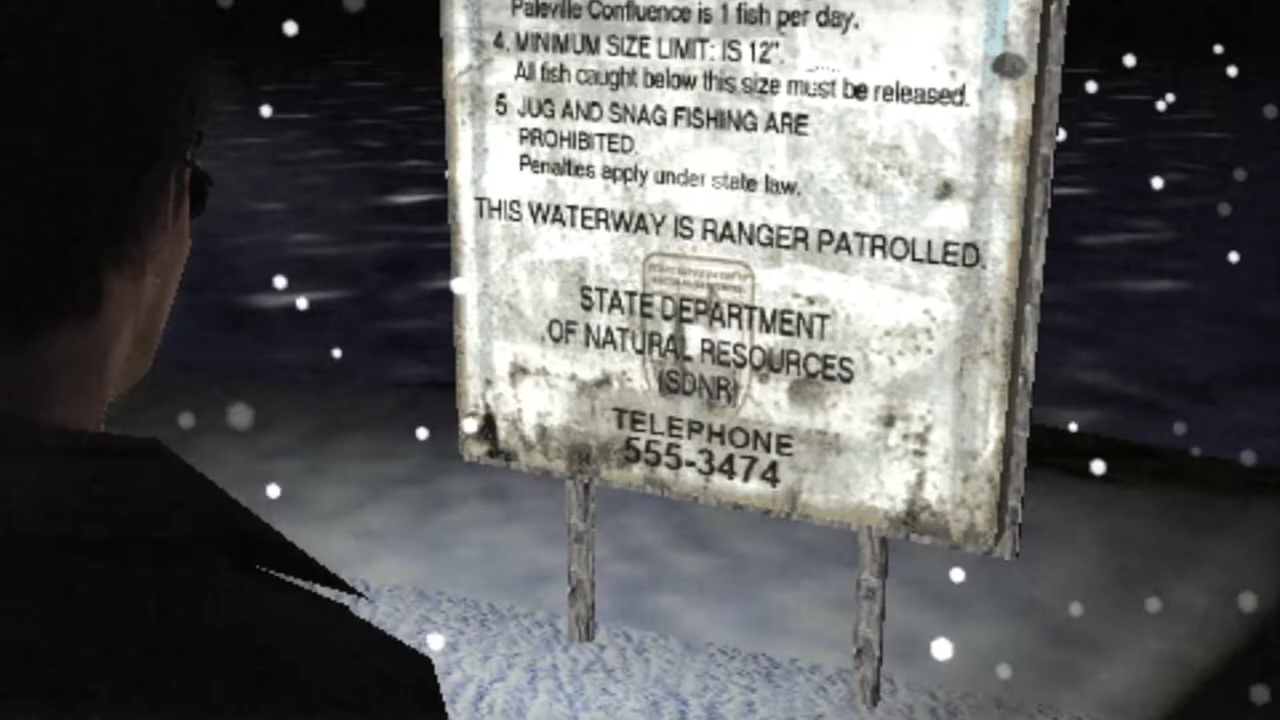 Paleville Confluence is 1 fish per day.
4. MINIMUM SIZE LIMIT: IS 12".
All fish caught below this size must be released.
5 JUG AND SNAG FISHING ARE
PROHIBITED.
Penalties apply under state law.
THIS WATERWAY IS RANGER PATROLLED.
STATE DEPARTMENT
OF NATURAL RESOURCES
(SDNR)
TELEPHONE
555-3474